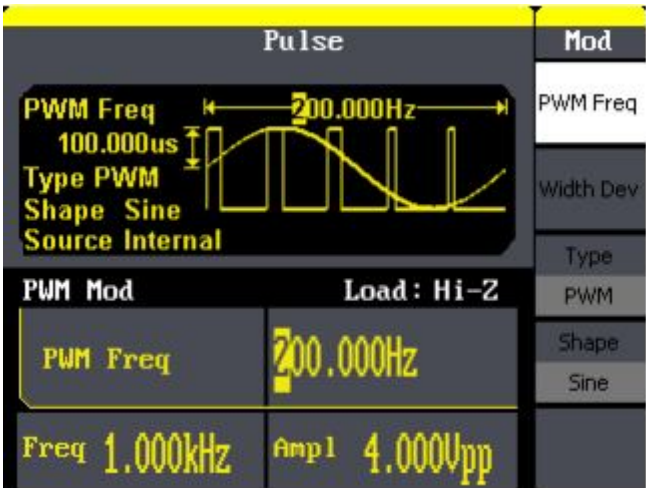 Pulse
Mod
PWM Freq
200.000Hz
100.000us
Type PWM
Shape Sine
Source Internal
PWM Mod
Load: Hi-Z
PWM Freq
200.000Hz
Freq 1.000kHz
Ampl 4.000Vpp
PWM Freq
Width Dev
Type
PWM
Shape
Sine